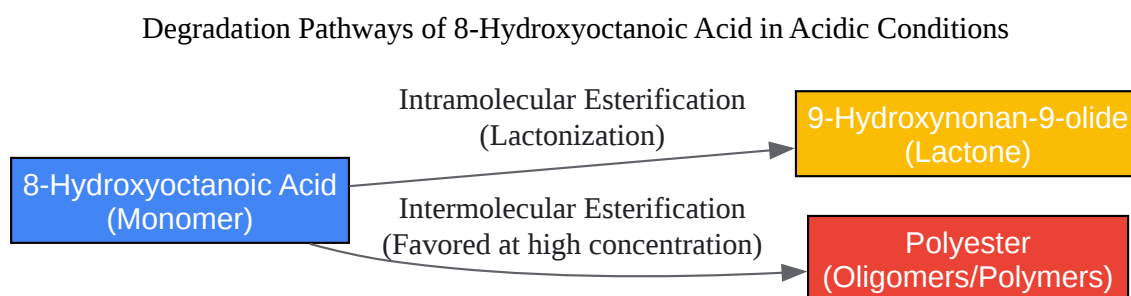 Degradation Pathways of 8-Hydroxyoctanoic Acid in Acidic Conditions
Intramolecular Esterification
(Lactonization)
9-Hydroxynonan-9-olide
(Lactone)
8-Hydroxyoctanoic Acid
(Monomer)
Intermolecular Esterification
(Favored at high concentration)
Polyester
(Oligomers/Polymers)